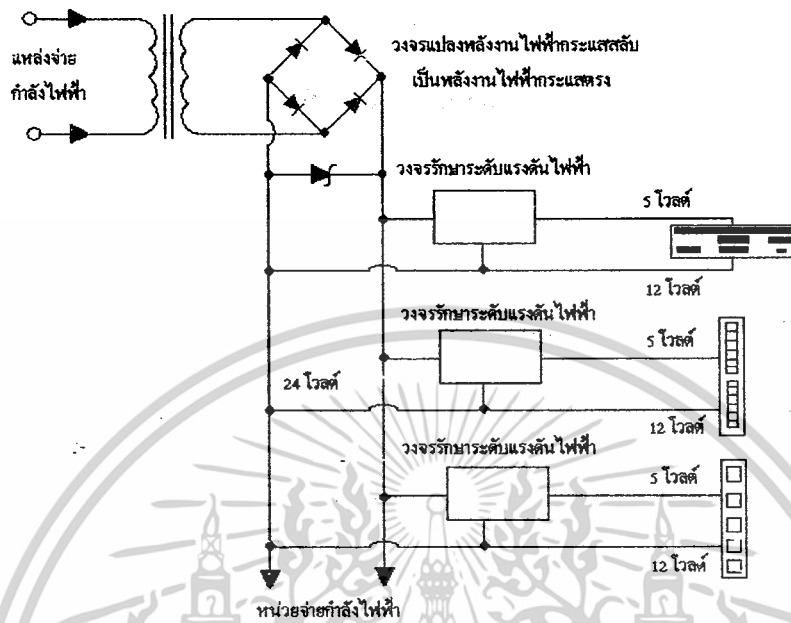 แหล่งจ่าย
กำลังไฟฟ้า
วงจรแปลงพลังงานไฟฟ้ากระแสสลับ
เป็นพลังงานไฟฟ้ากระแสตรง
วงจรรักษาระดับแรงดันไฟฟ้า
5 โวลต์
12 โวลต์
วงจรรักษาระดับแรงดันไฟฟ้า
5 โวลต์
24 โวลต์
12 โวลต์
วงจรรักษาระดับแรงดันไฟฟ้า
5 โวลต์
12 โวลต์
หน่วยจ่ายกำลังไฟฟ้า